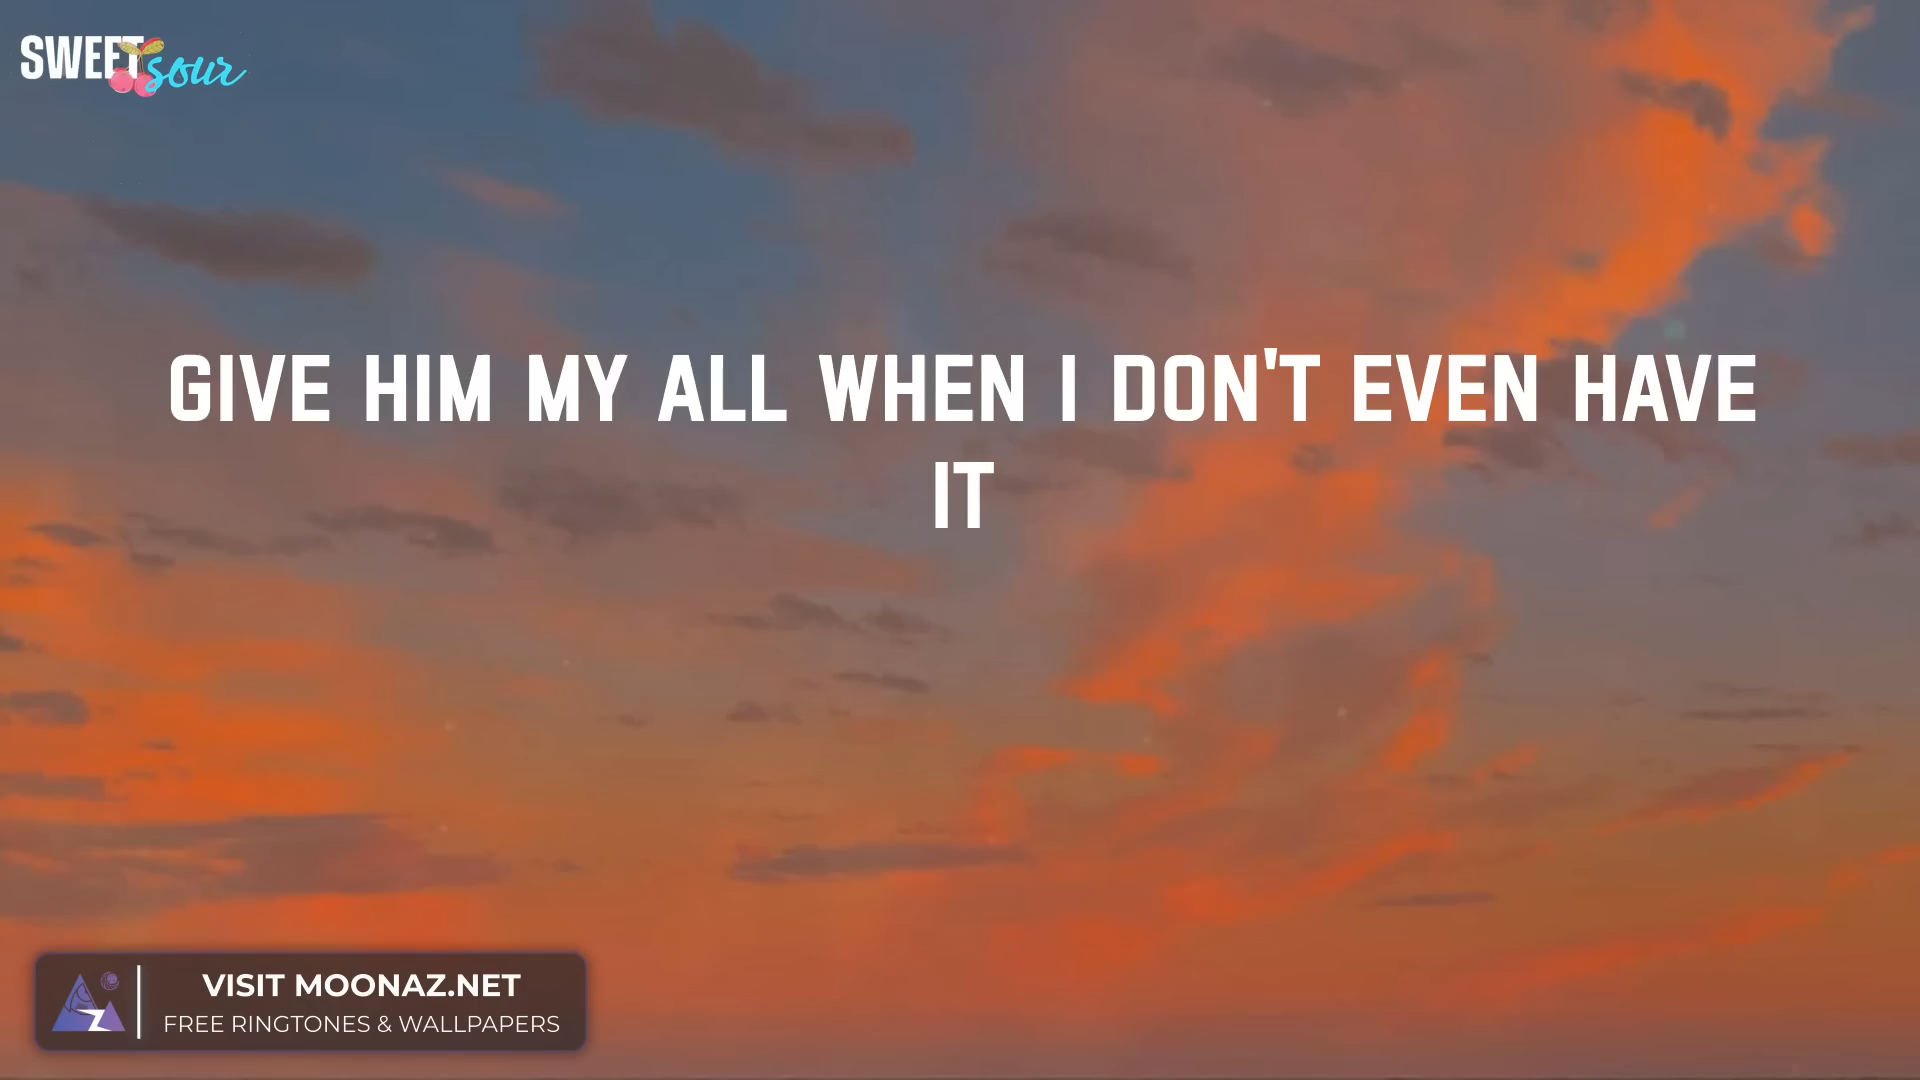 SWEET sour
GIVE HIM MY ALL WHEN I DON'T EVEN HAVE
IT
VISIT MOONAZ.NET
FREE RINGTONES & WALLPAPERS